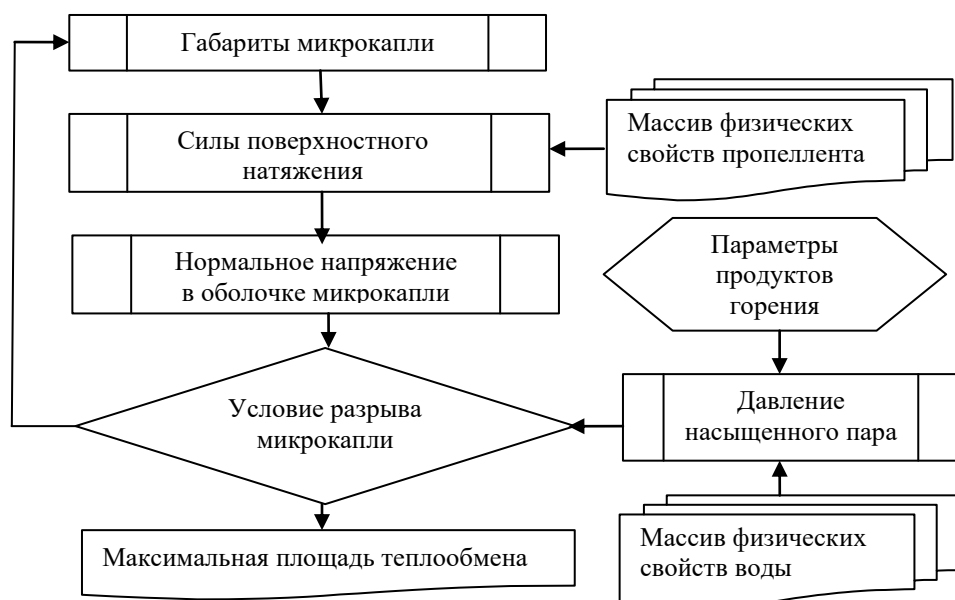 Габариты микрокапли
Силы поверхностного
натяжения
Массив физических
свойств пропеллента
Нормальное напряжение
в оболочке микрокапли
Параметры
продуктов
горения
Условие разрыва
микрокапли
Давление
насыщенного пара
Максимальная площадь теплообмена
Массив физических
свойств воды